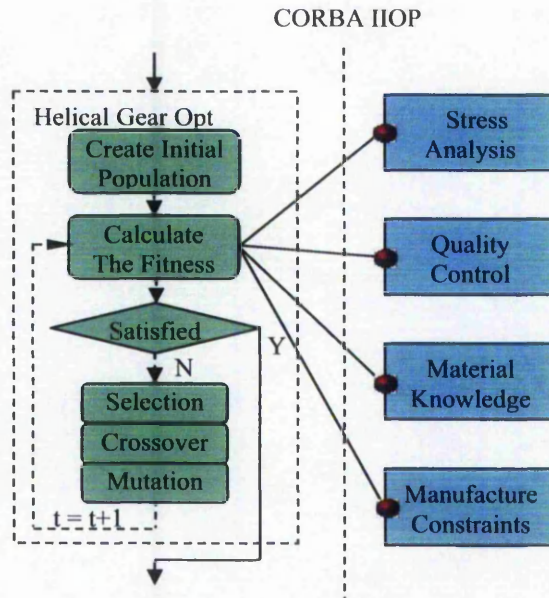 CORBA IIOP
Helical Gear Opt
Create Initial
Population
Calculate
The Fitness
Satisfied
Y
N
Selection
Crossover
Mutation
t = t+1
Stress
Analysis
Quality
Control
Material
Knowledge
Manufacture
Constraints